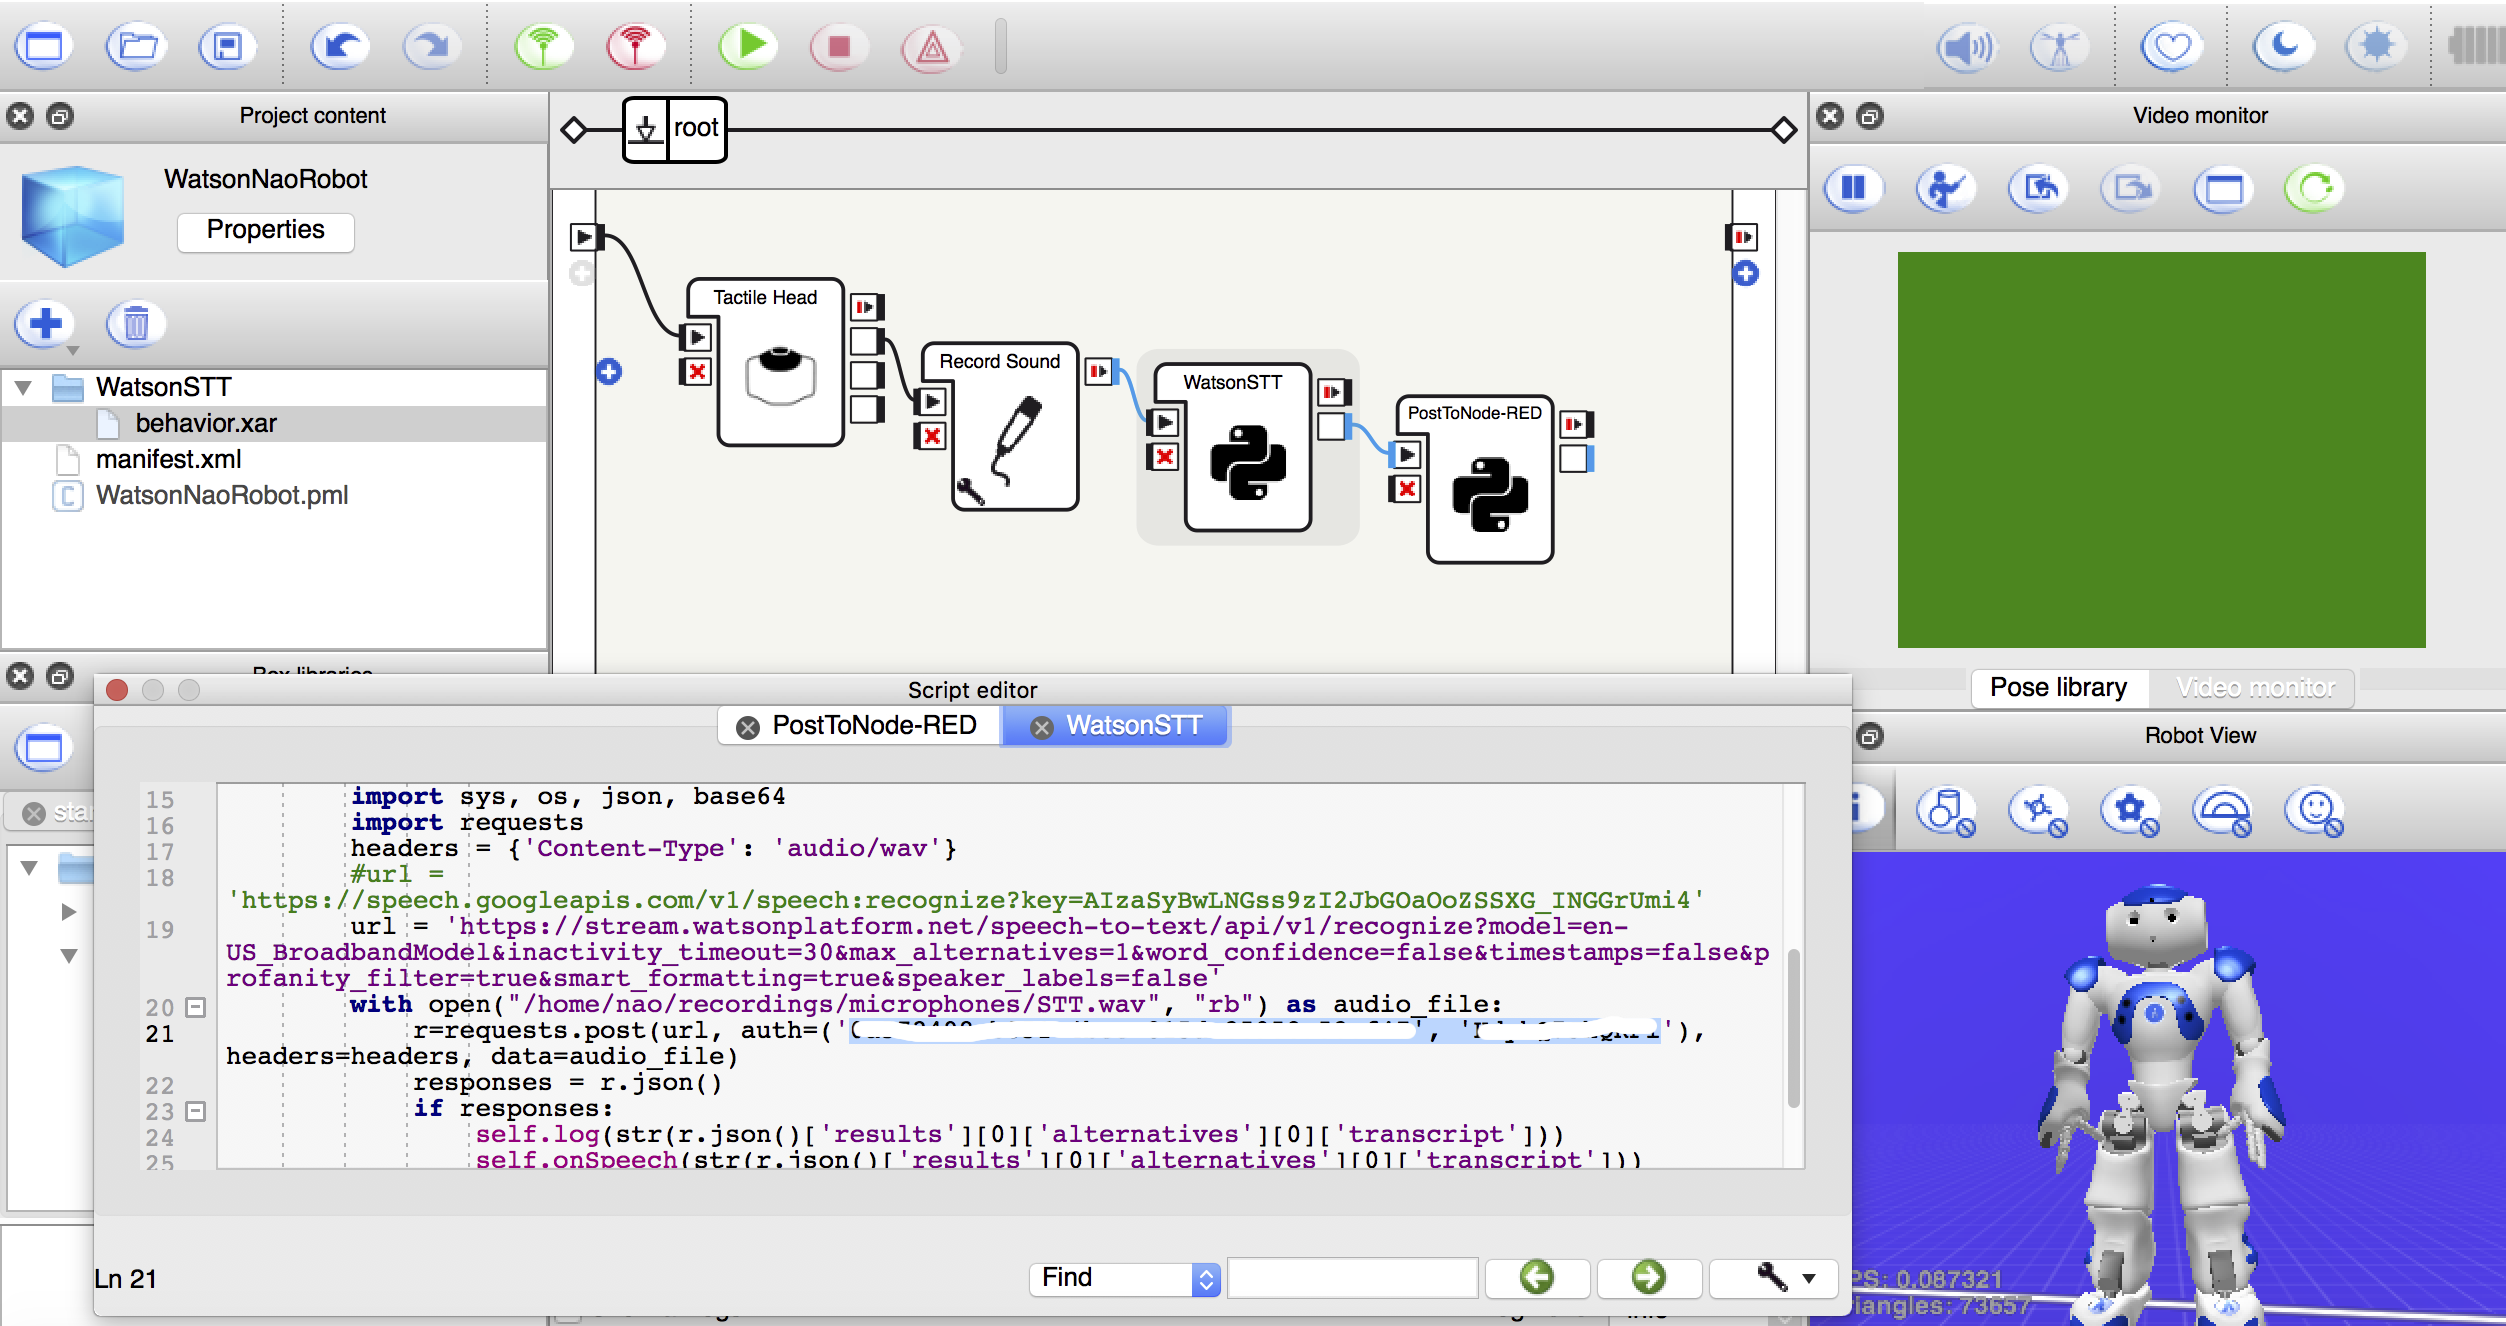 root
Project content
WatsonNaoRobot
Properties
WatsonSTT
behavior.xar
manifest.xml
WatsonNaoRobot.pml
Tactile Head
Record Sound
WatsonSTT
PostToNode-RED
Video monitor
Pose library
Video monitor
Robot View
Script editor
PostToNode-RED
WatsonSTT
15 import sys, os, json, base64
16 import requests
17 headers = {'Content-Type': 'audio/wav'}
18 #url =
'https://speech.googleapis.com/v1/speech:recognize?key=AIzaSyBwLNGss9zI2JbGOaOoZSSXG_INGGrUmi4'
19 url = 'https://stream.watsonplatform.net/speech-to-text/api/v1/recognize?model=en-
US_BroadbandModel&inactivity_timeout=30&max_alternatives=1&word_confidence=false&timestamps=false&p
rofanity_filter=true&smart_formatting=true&speaker_labels=false'
20 with open("/home/nao/recordings/microphones/STT.wav", "rb") as audio_file:
21 r=requests.post(url, auth=('
headers=headers, data=audio_file)
22 responses = r.json()
23 if responses:
24 self.log(str(r.json()['results'][0]['alternatives'][0]['transcript']))
25 self.onSpeech(str(r.json()['results'][0]['alternatives'][0]['transcript']))
Ln 21
Find
PS: 0.087321
iangles: 73657